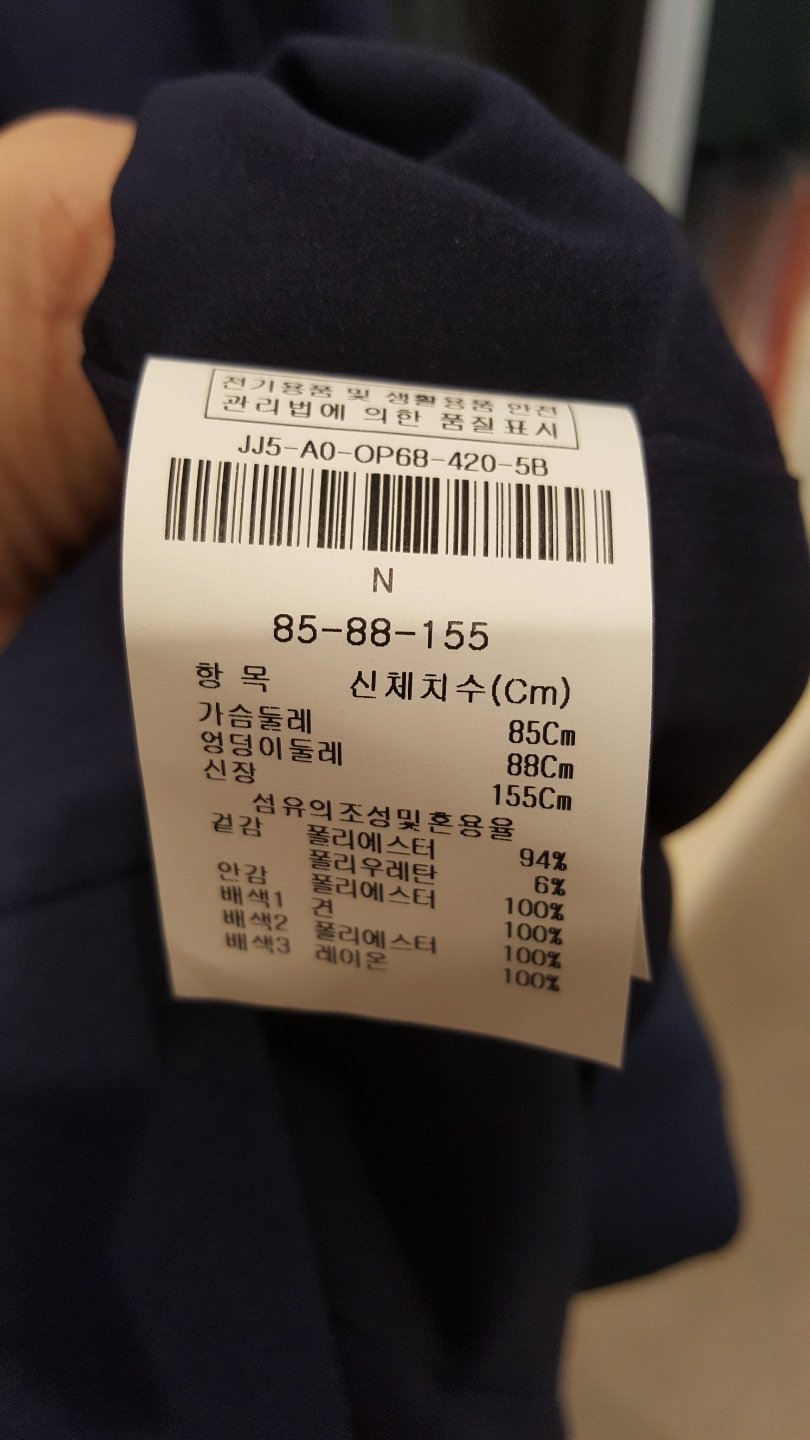 전기용품 및 생활용품 안전
관리법에 의한 품질표시
JJ5-A0-OP68-420-5B
N
85-88-155
항 목 신체치수(Cm)
가슴둘레 85Cm
엉덩이둘레 88Cm
신장 155Cm
섬유의조성및혼용율
겉감 폴리에스터 94%
폴리우레탄 6%
안감 폴리에스터 100%
배색1 견 100%
배색2 폴리에스터 100%
배색3 레이온 100%